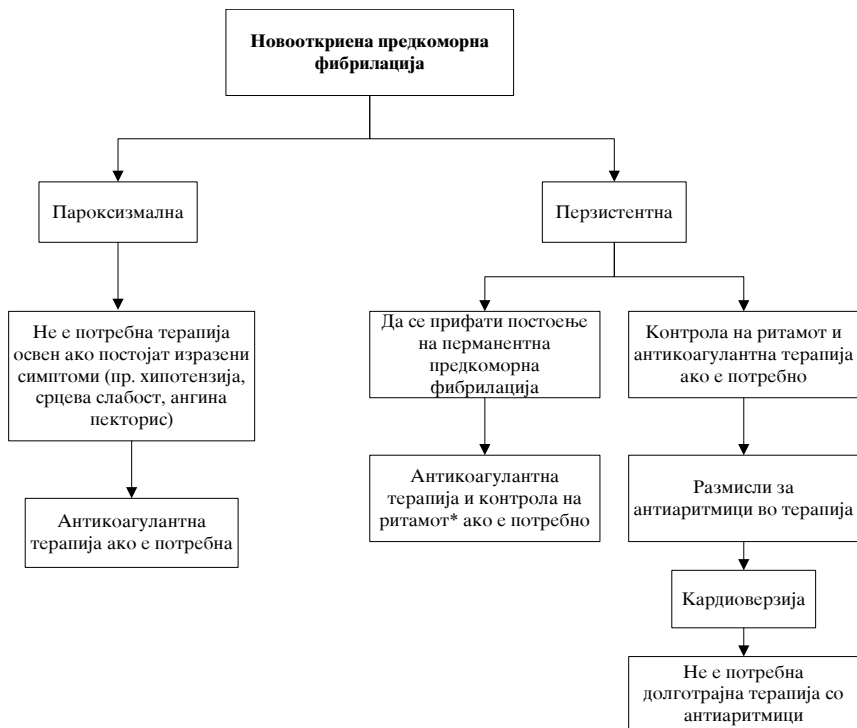 Новооткриена предкоморна
фибрилација
Пароксизмална
Перзистентна
Не е потребна терапија
освен ако постојат изразени
симптоми (пр. хипотензија,
срцева слабост, ангина
пекторис)
Да се прифати постоење
на перманентна
предкоморна
фибрилација
Контрола на ритамот и
антикоагулантна терапија
ако е потребно
Антикоагулантна
терапија ако е потребна
Антикоагулантна
терапија и контрола на
ритамот* ако е потребно
Размисли за
антиаритмици во терапија
Кардиоверзија
Не е потребна
долготрајна терапија со
антиаритмици